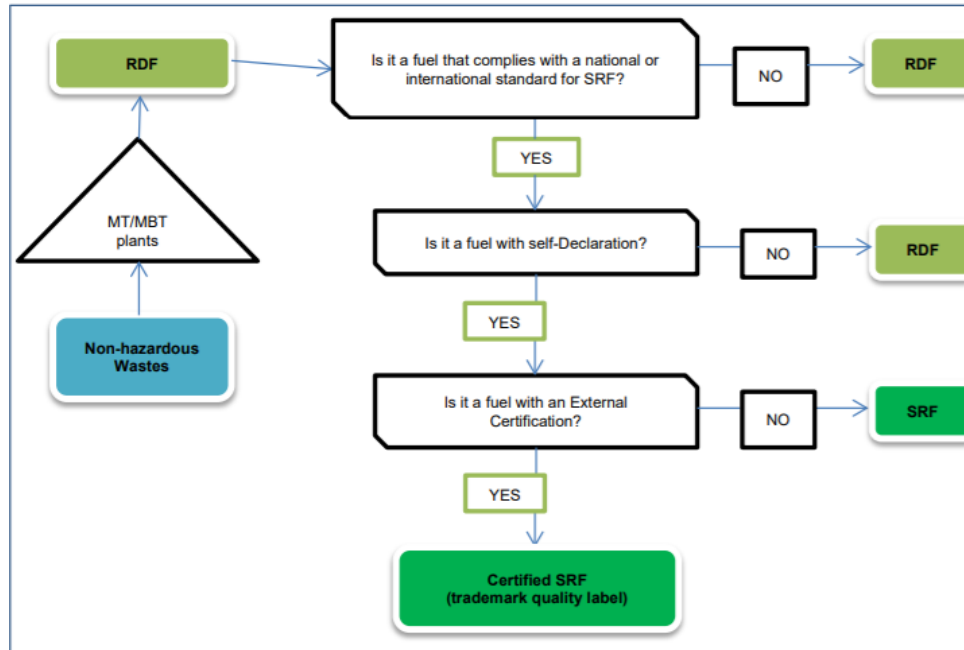 RDF
Is it a fuel that complies with a national or
international standard for SRF?
NO
RDF
YES
MT/MBT
plants
Is it a fuel with self-Declaration?
NO
RDF
YES
Non-hazardous
Wastes
Is it a fuel with an External
Certification?
NO
SRF
YES
Certified SRF
(trademark quality label)